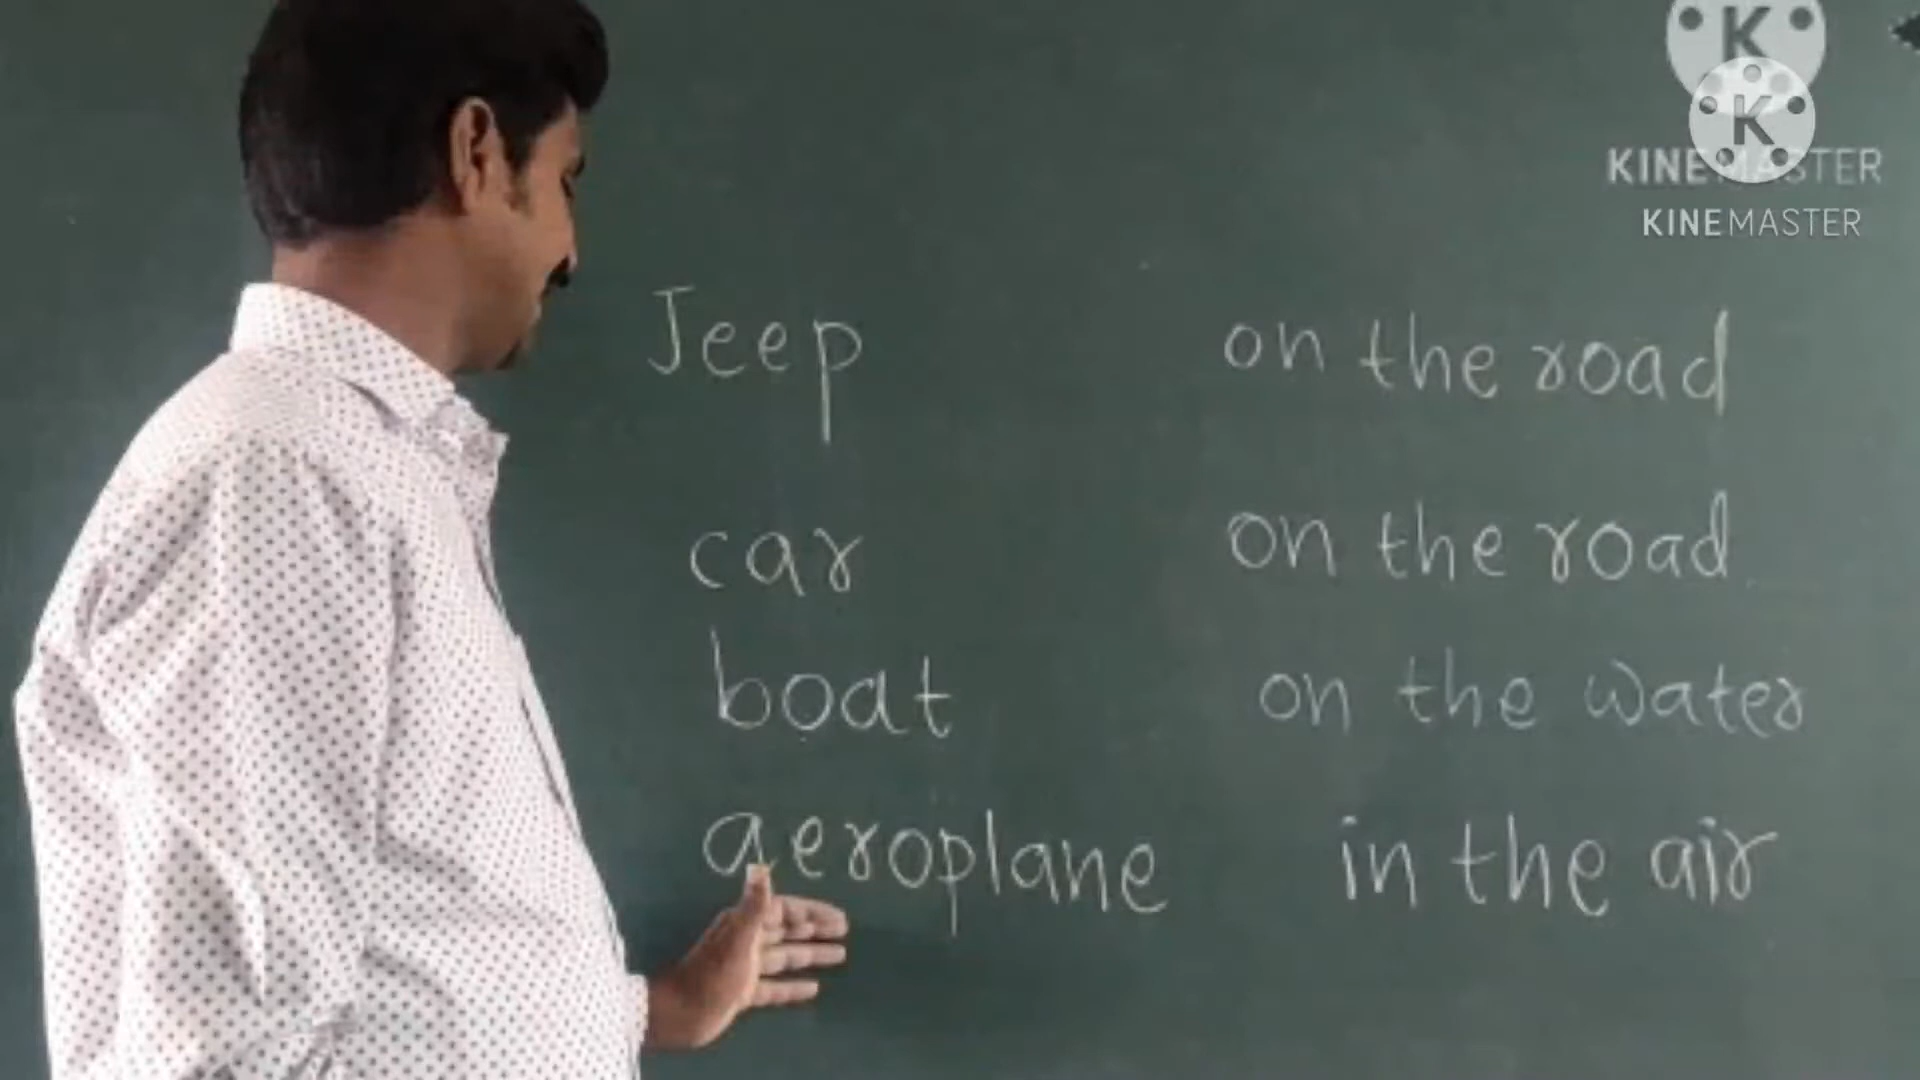 K
K
KINEMASTER
KINEMASTER
Jeep on the road
car on the road
boat on the water
aeroplane in the air